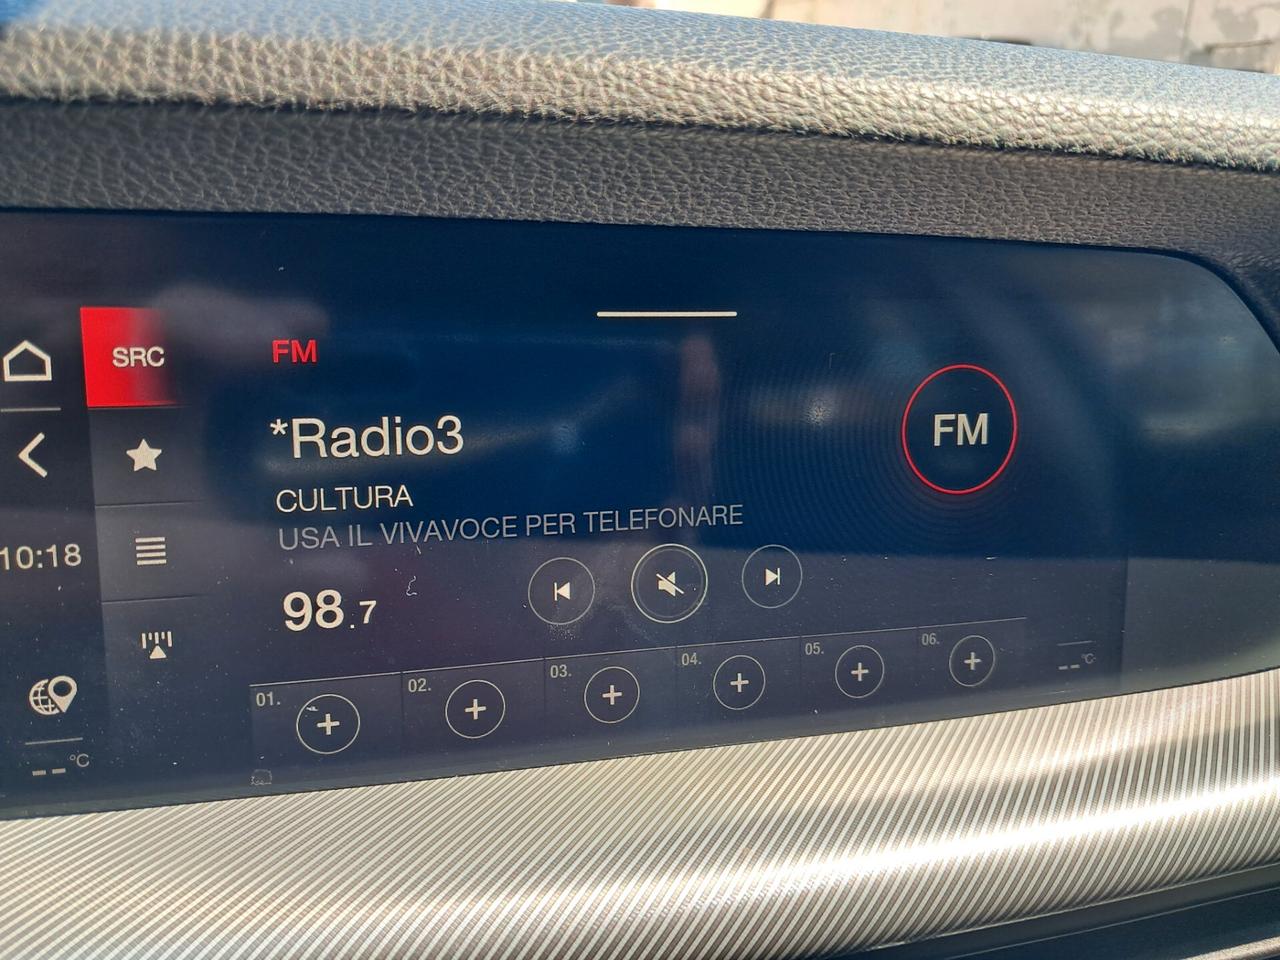 SRC
FM
*Radio3
FM
CULTURA
USA IL VIVAVOCE PER TELEFONARE
10:18
98.7
01.
02.
03.
04.
05.
06.
--°C
--°C